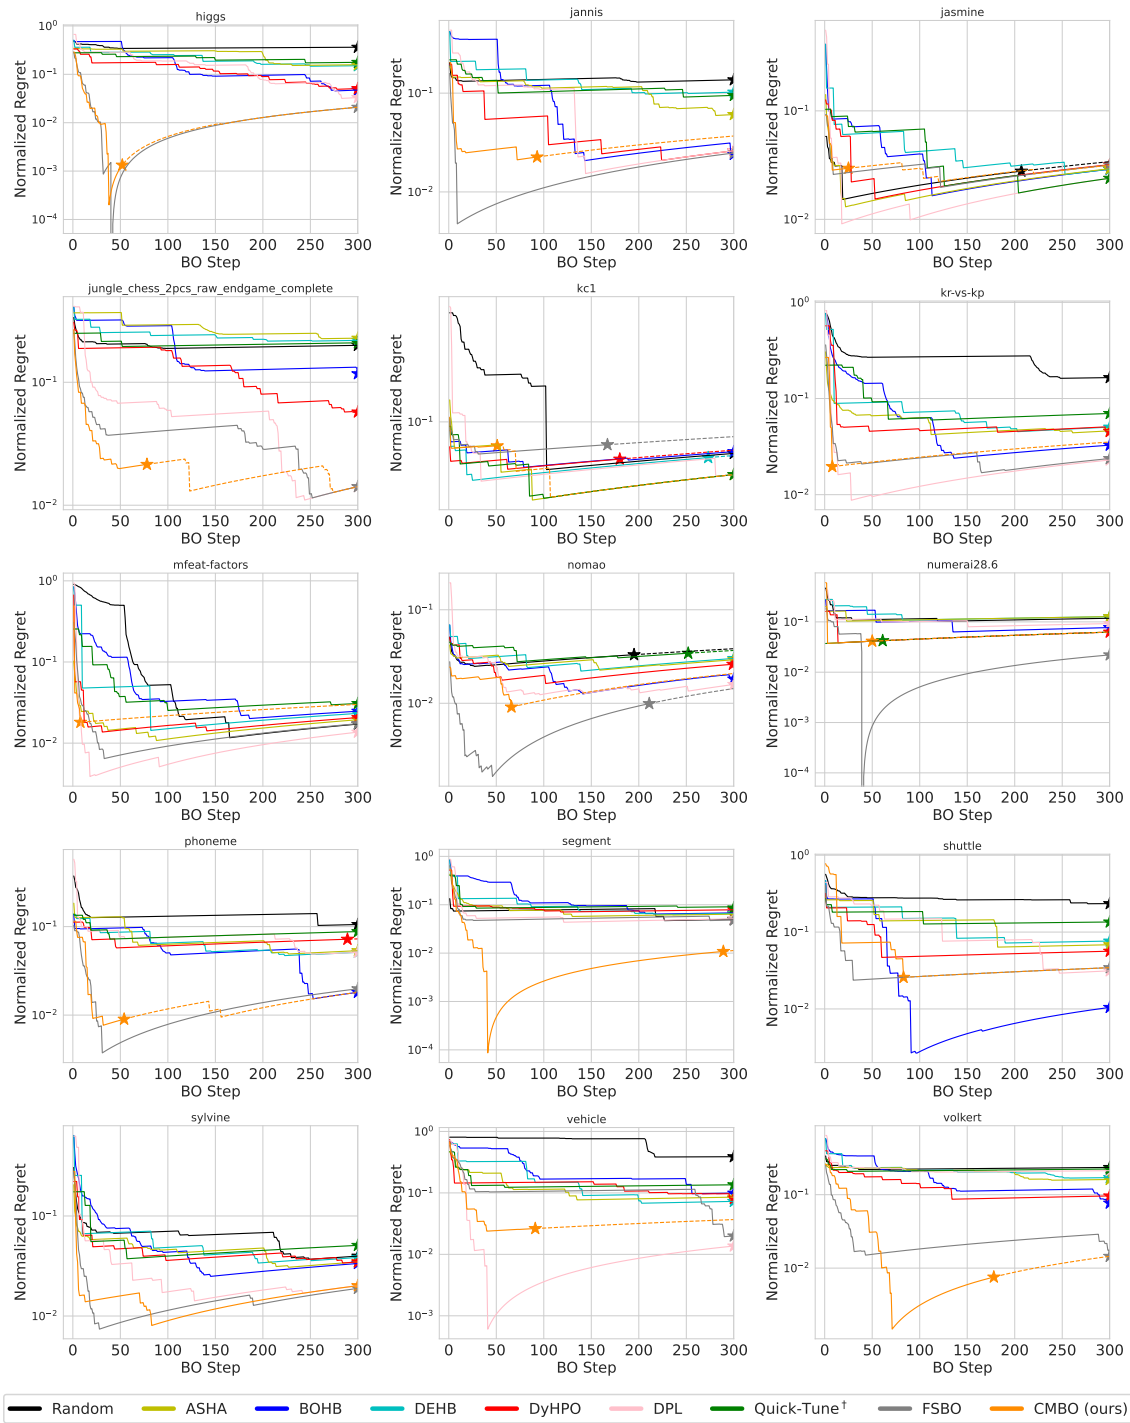 higgs
jannis
jasmine
Normalized Regret
10⁰
10⁻¹
10⁻²
10⁻³
10⁻⁴
0 50 100 150 200 250 300
BO Step
Normalized Regret
10⁻¹
10⁻²
0 50 100 150 200 250 300
BO Step
Normalized Regret
10⁻¹
10⁻²
0 50 100 150 200 250 300
BO Step
jungle_chess_2pcs_raw_endgame_complete
kc1
kr-vs-kp
Normalized Regret
10⁻¹
10⁻²
0 50 100 150 200 250 300
BO Step
Normalized Regret
10⁻¹
0 50 100 150 200 250 300
BO Step
Normalized Regret
10⁰
10⁻¹
10⁻²
0 50 100 150 200 250 300
BO Step
mfeat-factors
nomao
numerai28.6
Normalized Regret
10⁰
10⁻¹
10⁻²
0 50 100 150 200 250 300
BO Step
Normalized Regret
10⁻¹
10⁻²
0 50 100 150 200 250 300
BO Step
Normalized Regret
10⁻¹
10⁻²
10⁻³
10⁻⁴
0 50 100 150 200 250 300
BO Step
phoneme
segment
shuttle
Normalized Regret
10⁻¹
10⁻²
0 50 100 150 200 250 300
BO Step
Normalized Regret
10⁰
10⁻¹
10⁻²
10⁻³
10⁻⁴
0 50 100 150 200 250 300
BO Step
Normalized Regret
10⁰
10⁻¹
10⁻²
0 50 100 150 200 250 300
BO Step
sylvine
vehicle
volkert
Normalized Regret
10⁻¹
10⁻²
0 50 100 150 200 250 300
BO Step
Normalized Regret
10⁰
10⁻¹
10⁻²
10⁻³
0 50 100 150 200 250 300
BO Step
Normalized Regret
10⁻¹
10⁻²
0 50 100 150 200 250 300
BO Step
Random ASHA BOHB DEHB DyHPO DPL Quick-Tune† FSBO CMBO (ours)